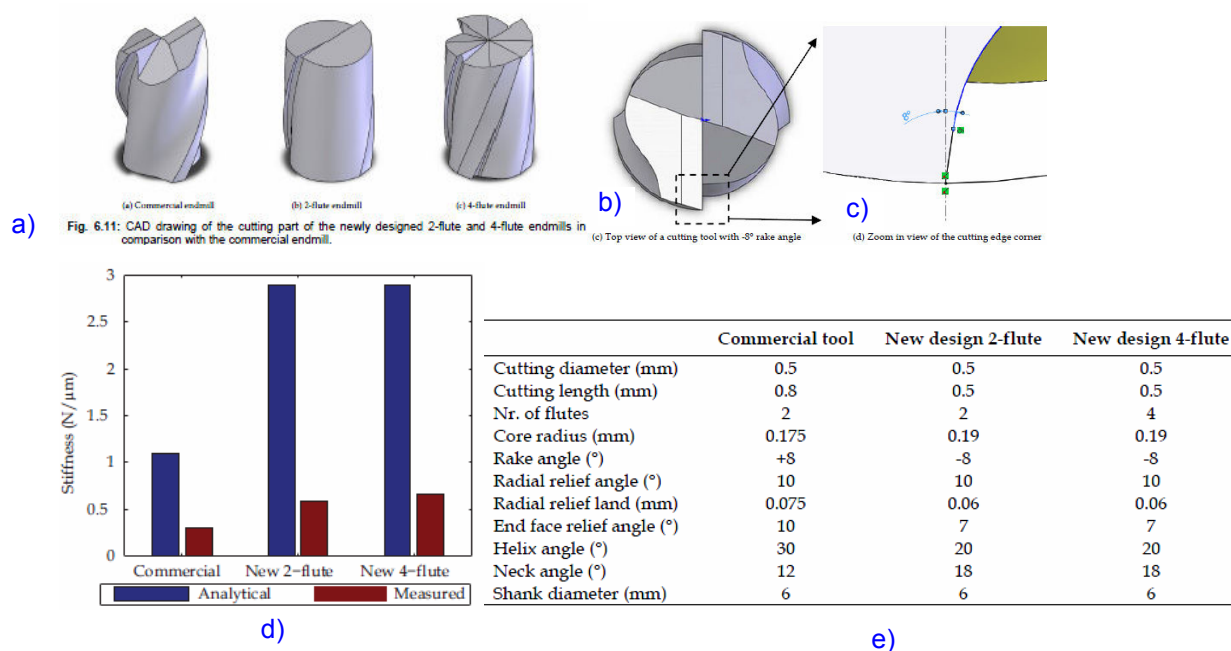 a)
(a) Commercial endmill
(b) 2-flute endmill
(c) 4-flute endmill
Fig. 6.11: CAD drawing of the cutting part of the newly designed 2-flute and 4-flute endmills in
comparison with the commercial endmill.
b)
(c) Top view of a cutting tool with -8° rake angle
c)
8°
(d) Zoom in view of the cutting edge corner
Stiffness (N/μm)
3
2.5
2
1.5
1
0.5
0
Commercial New 2-flute New 4-flute
Analytical Measured
d)
Commercial tool New design 2-flute New design 4-flute
Cutting diameter (mm) 0.5 0.5 0.5
Cutting length (mm) 0.8 0.5 0.5
Nr. of flutes 2 2 4
Core radius (mm) 0.175 0.19 0.19
Rake angle (°) +8 -8 -8
Radial relief angle (°) 10 10 10
Radial relief land (mm) 0.075 0.06 0.06
End face relief angle (°) 10 7 7
Helix angle (°) 30 20 20
Neck angle (°) 12 18 18
Shank diameter (mm) 6 6 6
e)